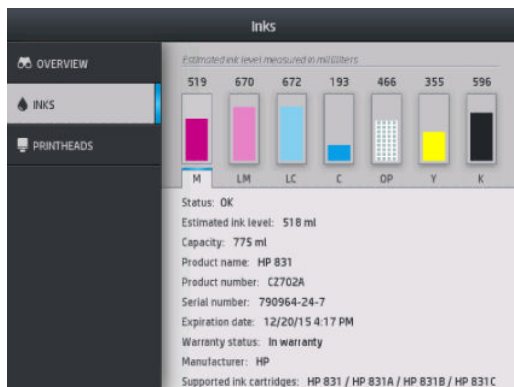 Inks
OVERVIEW
INKS
PRINTHEADS
Estimated ink level measured in milliliters
519 670 672 193 466 355 596
M LM LC C OP Y K
Status: OK
Estimated ink level: 518 ml
Capacity: 775 ml
Product name: HP 831
Product number: CZ702A
Serial number: 790964-24-7
Expiration date: 12/20/15 4:17 PM
Warranty status: In warranty
Manufacturer: HP
Supported ink cartridges: HP 831 / HP 831A / HP 831B / HP 831C